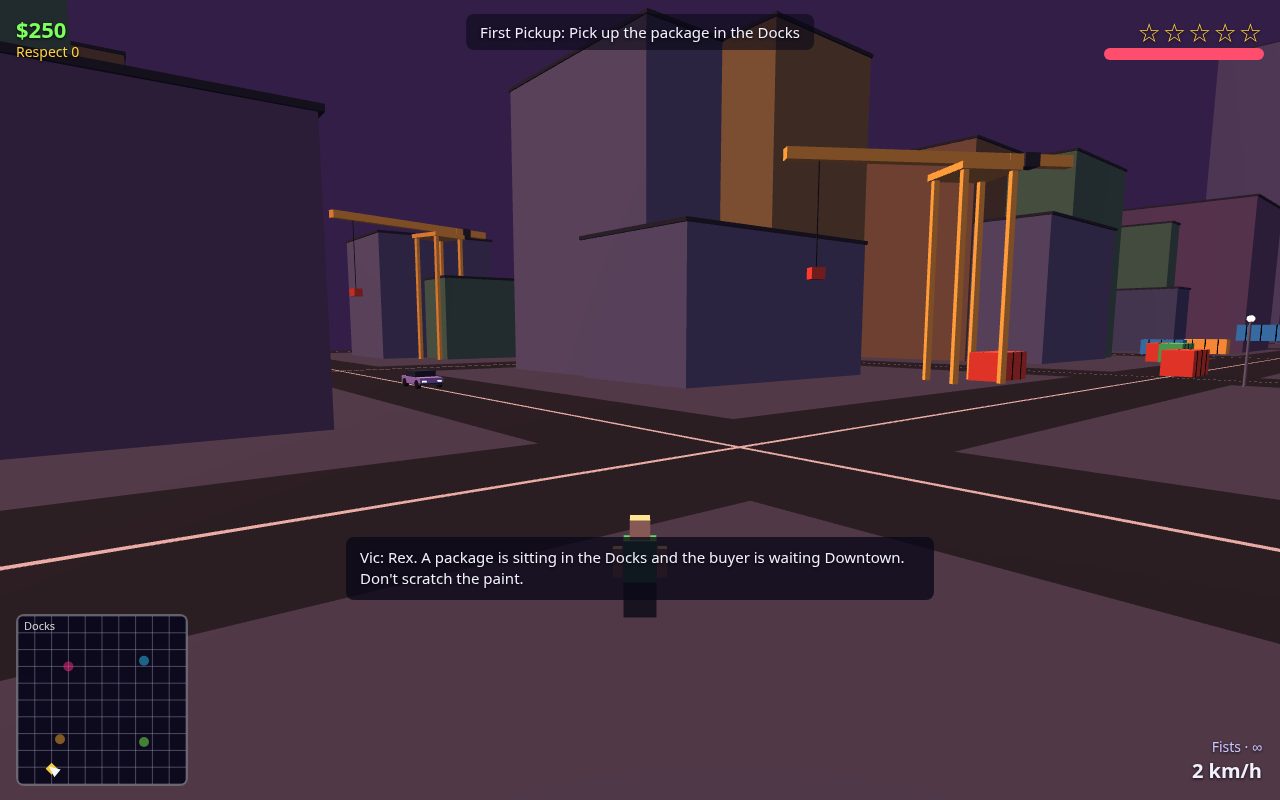 $250
Respect 0
First Pickup: Pick up the package in the Docks
☆☆☆☆☆
Vic: Rex. A package is sitting in the Docks and the buyer is waiting Downtown.
Don't scratch the paint.
Docks
Fists · ∞
2 km/h